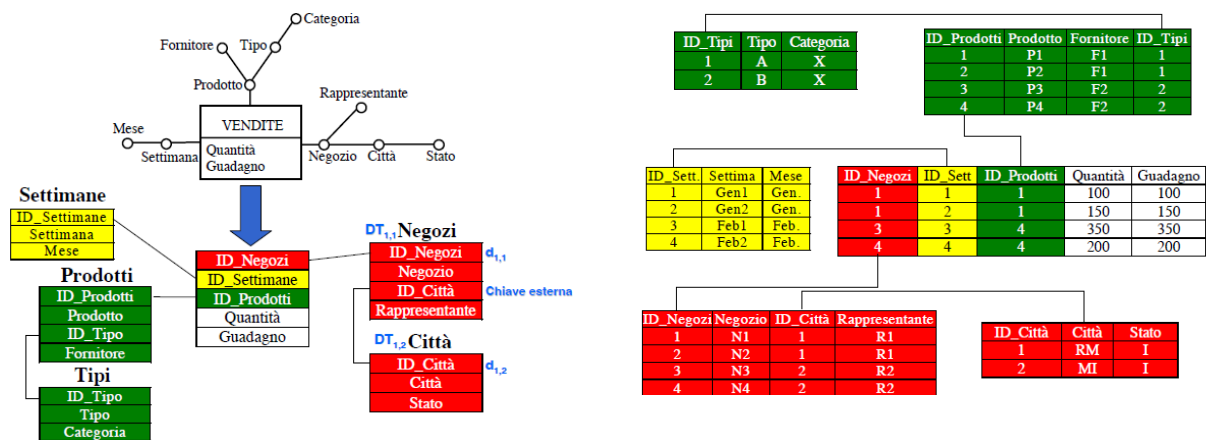 Categoria
Fornitore
Tipo
Prodotto
Rappresentante
VENDITE
Mese
Settimana
Quantità
Guadagno
Negozio
Città
Stato
Settimane
ID_Settimane
Settimana
Mese
Prodotti
ID_Prodotti
Prodotto
ID_Tipo
Fornitore
Tipi
ID_Tipo
Tipo
Categoria
ID_Negozi
ID_Settimane
ID_Prodotti
Quantità
Guadagno
DT1,1 Negozi
ID_Negozi d1,1
Negozio
ID_Città Chiave esterna
Rappresentante
DT1,2 Città
ID_Città d1,2
Città
Stato
ID_Tipi Tipo Categoria
1 A X
2 B X
ID_Prodotti Prodotto Fornitore ID_Tipi
1 P1 F1 1
2 P2 F1 1
3 P3 F2 2
4 P4 F2 2
ID_Sett. Settima Mese
1 Gen1 Gen.
2 Gen2 Gen.
3 Feb1 Feb.
4 Feb2 Feb.
ID_Negozi ID_Sett ID_Prodotti Quantità Guadagno
1 1 1 100 100
1 2 1 150 150
3 3 4 350 350
4 4 4 200 200
ID_Negozi Negozio ID_Città Rappresentante
1 N1 1 R1
2 N2 1 R1
3 N3 2 R2
4 N4 2 R2
ID_Città Città Stato
1 RM I
2 MI I